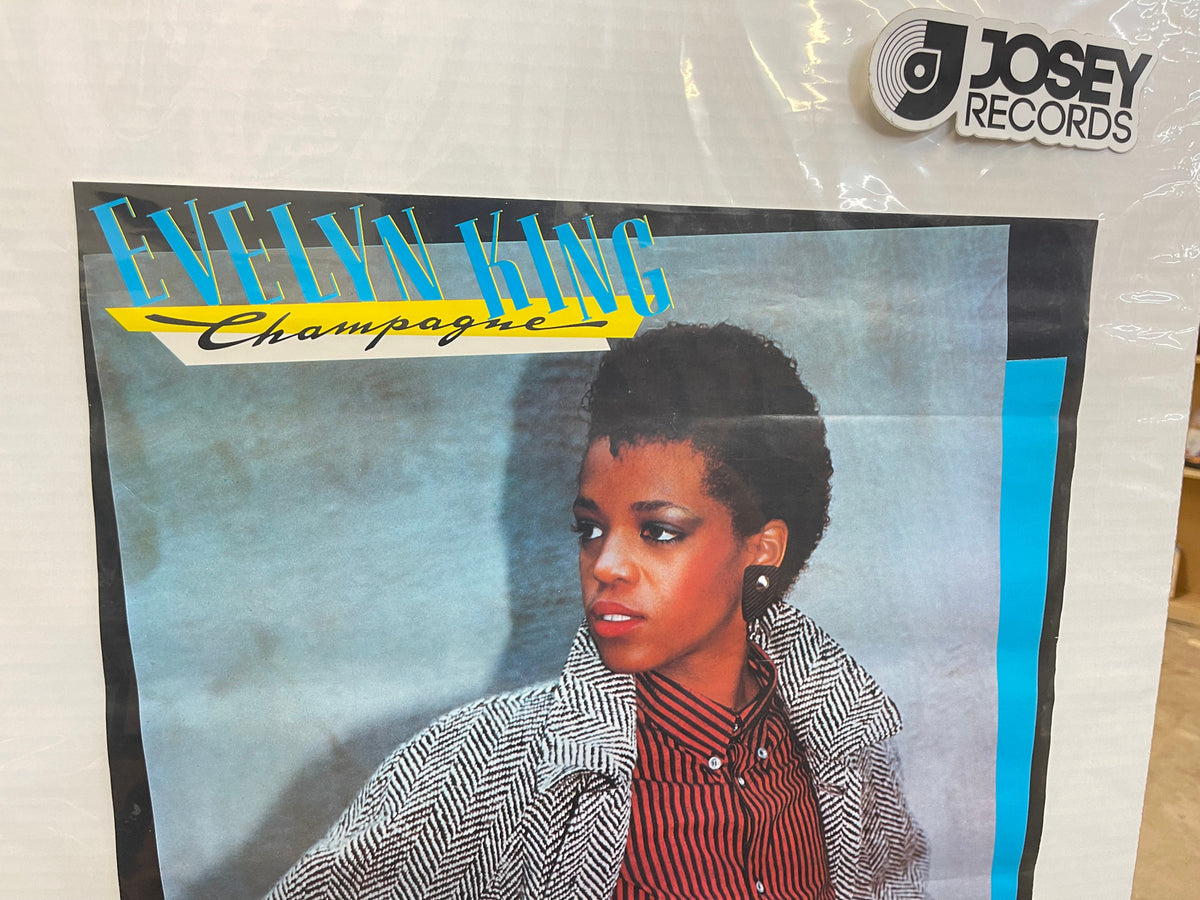 JOSEY
RECORDS
EVELYN KING
Champagne